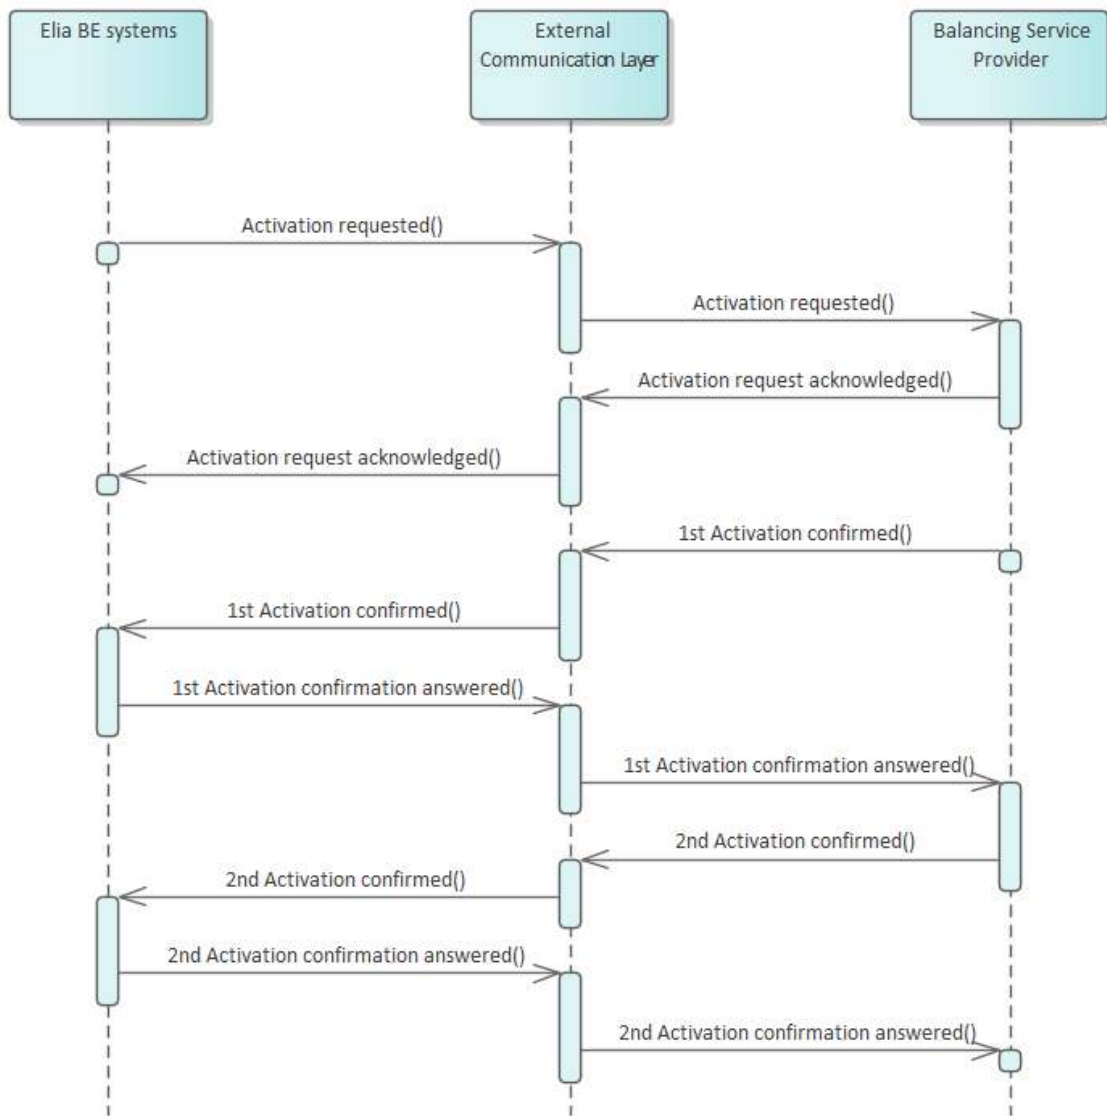 Elia BE systems
External
Communication Layer
Balancing Service
Provider
Activation requested()
Activation requested()
Activation request acknowledged()
Activation request acknowledged()
1st Activation confirmed()
1st Activation confirmed()
1st Activation confirmation answered()
1st Activation confirmation answered()
2nd Activation confirmed()
2nd Activation confirmed()
2nd Activation confirmation answered()
2nd Activation confirmation answered()